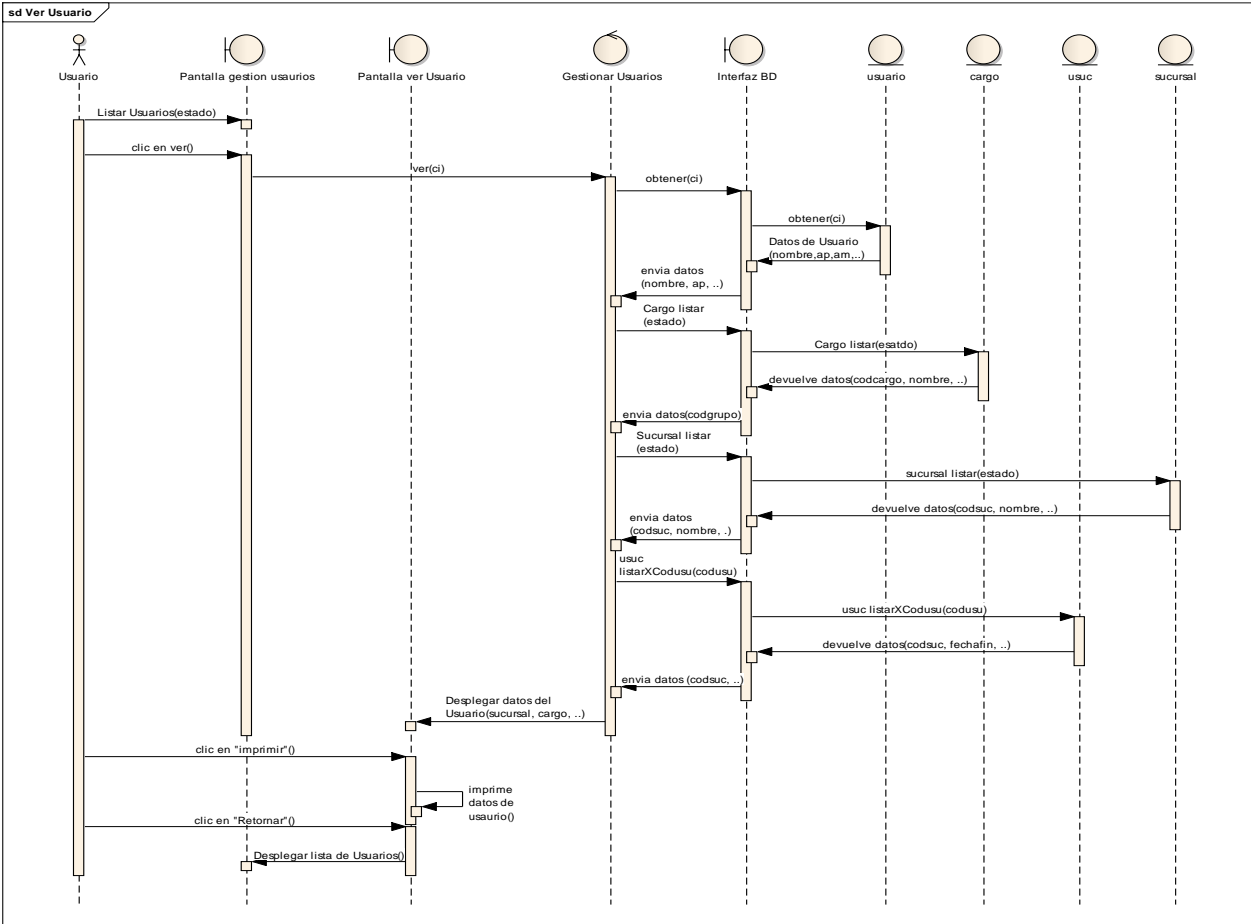 sd Ver Usuario
Usuario
Pantalla gestion usaurios
Pantalla ver Usuario
Gestionar Usuarios
Interfaz BD
usuario
cargo
usuc
sucursal
Listar Usuarios(estado)
clic en ver()
ver(ci)
obtener(ci)
obtener(ci)
Datos de Usuario
(nombre,ap,am,..)
envia datos
(nombre, ap, ..)
Cargo listar
(estado)
Cargo listar(esatdo)
devuelve datos(codcargo, nombre, ..)
envia datos(codgrupo)
Sucursal listar
(estado)
sucursal listar(estado)
devuelve datos(codsuc, nombre, ..)
envia datos
(codsuc, nombre, .)
usuc
listarXCodusu(codusu)
usuc listarXCodusu(codusu)
devuelve datos(codsuc, fechafin, ..)
envia datos (codsuc, ..)
Desplegar datos del
Usuario(sucursal, cargo, ..)
clic en "imprimir"()
imprime
datos de
usaurio()
clic en "Retornar"()
Desplegar lista de Usuarios()